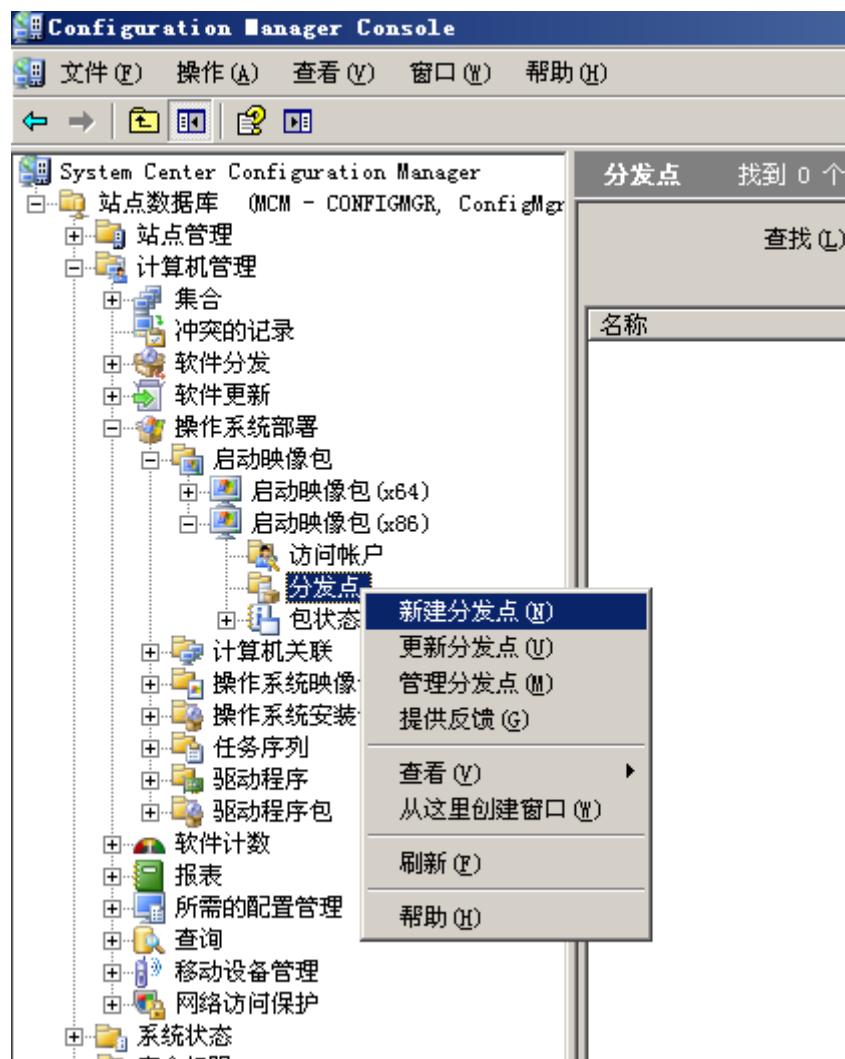 Configuration Manager Console
文件(F) 操作(A) 查看(V) 窗口(W) 帮助(H)
System Center Configuration Manager
站点数据库 (MCM - CONFIGMGR, ConfigMgr
站点管理
计算机管理
集合
冲突的记录
软件分发
软件更新
操作系统部署
启动映像包
启动映像包(x64)
启动映像包(x86)
访问帐户
分发点
包状态
计算机关联
操作系统映像
操作系统安装
任务序列
驱动程序
驱动程序包
软件计数
报表
所需的配置管理
查询
移动设备管理
网络访问保护
系统状态
分发点 找到 0 个
查找(L)
名称
新建分发点(N)
更新分发点(U)
管理分发点(M)
提供反馈(G)
查看(V)
从这里创建窗口(W)
刷新(F)
帮助(H)